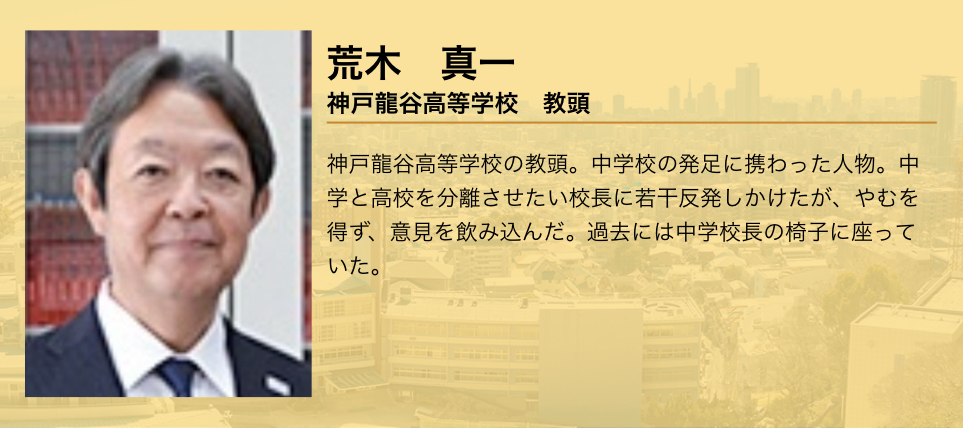 荒木　真一
神戸龍谷高等学校　教頭
神戸龍谷高等学校の教頭。中学校の発足に携わった人物。中
学と高校を分離させたい校長に若干反発しかけたが、やむを
得ず、意見を飲み込んだ。過去には中学校長の椅子に座って
いた。